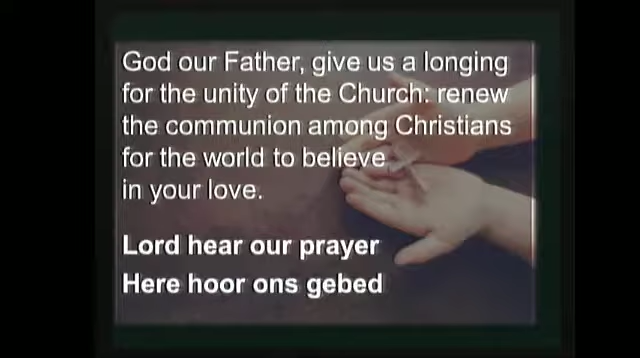 God our Father, give us a longing
for the unity of the Church: renew
the communion among Christians
for the world to believe
in your love.
Lord hear our prayer
Here hoor ons gebed